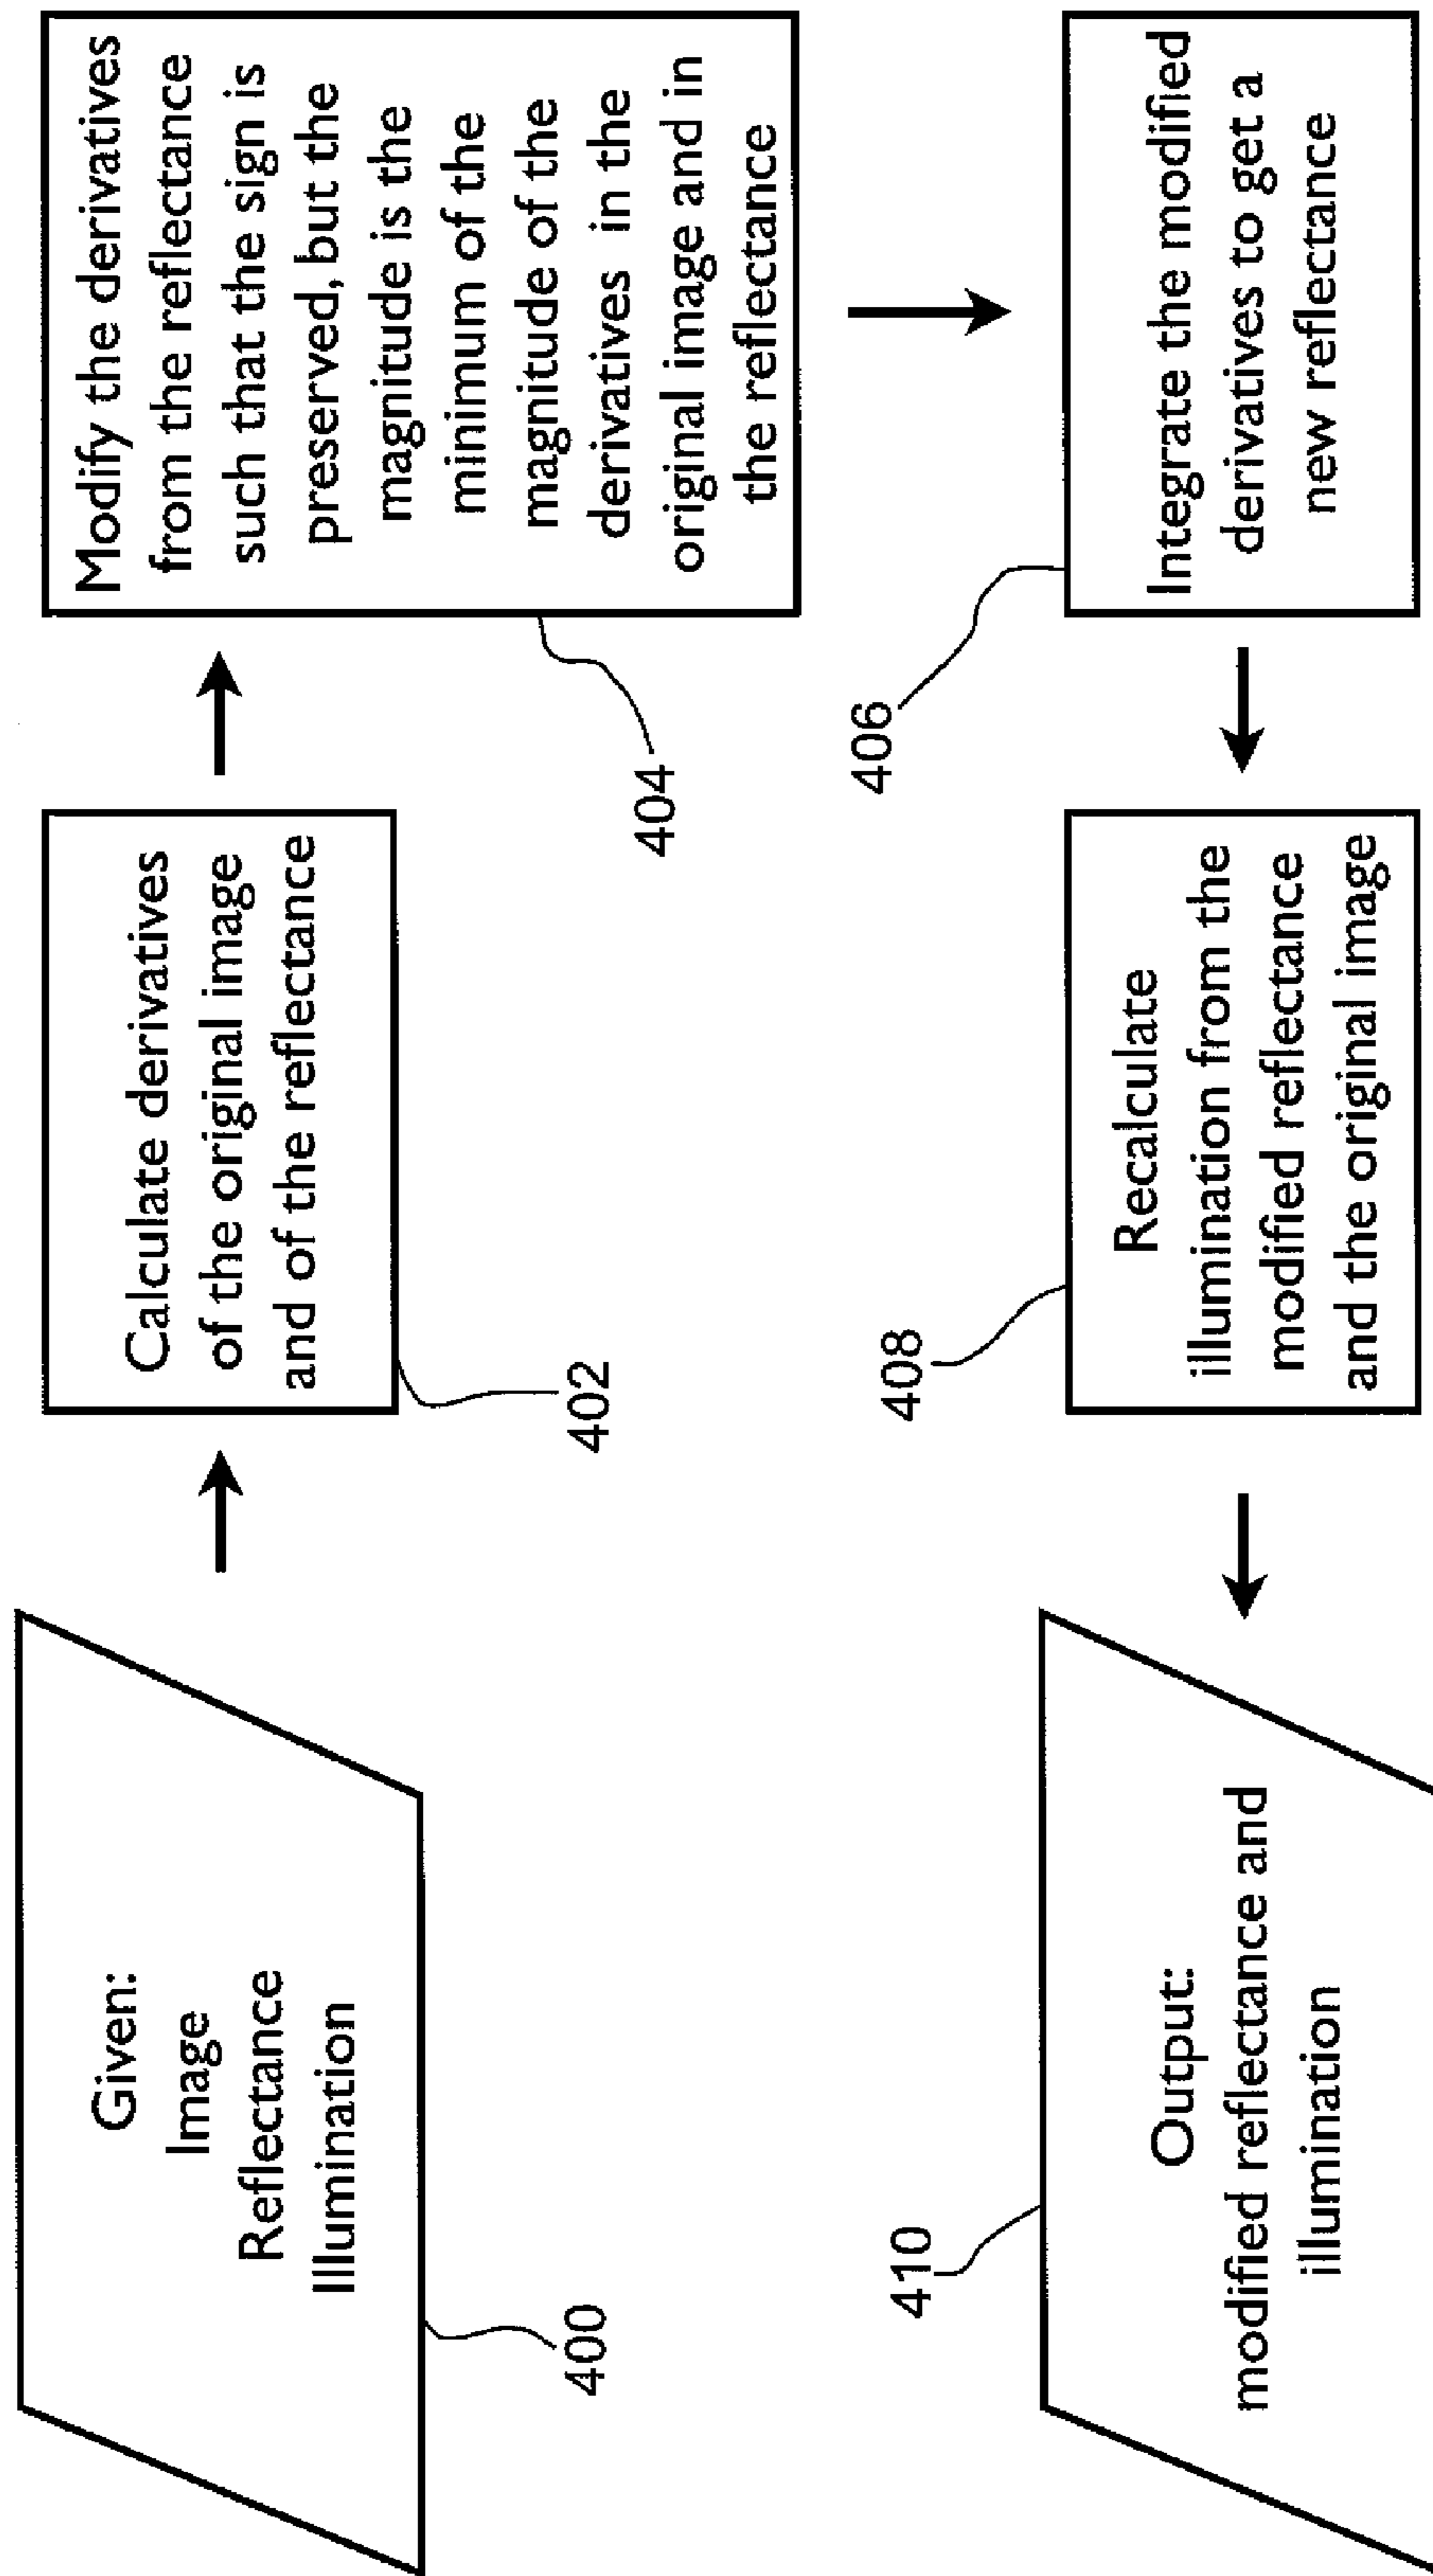 Given:
Image
Reflectance
Illumination
400
Calculate derivatives
of the original image
and of the reflectance
402
Modify the derivatives
from the reflectance
such that the sign is
preserved, but the
magnitude is the
minimum of the
magnitude of the
derivatives in the
original image and in
the reflectance
404
Integrate the modified
derivatives to get a
new reflectance
406
Recalculate
illumination from the
modified reflectance
and the original image
408
Output:
modified reflectance and
illumination
410